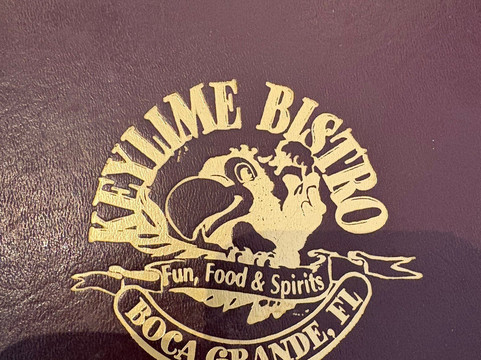 KEYLIME BISTRO
Fun, Food & Spirits
BOCA GRANDE, FL